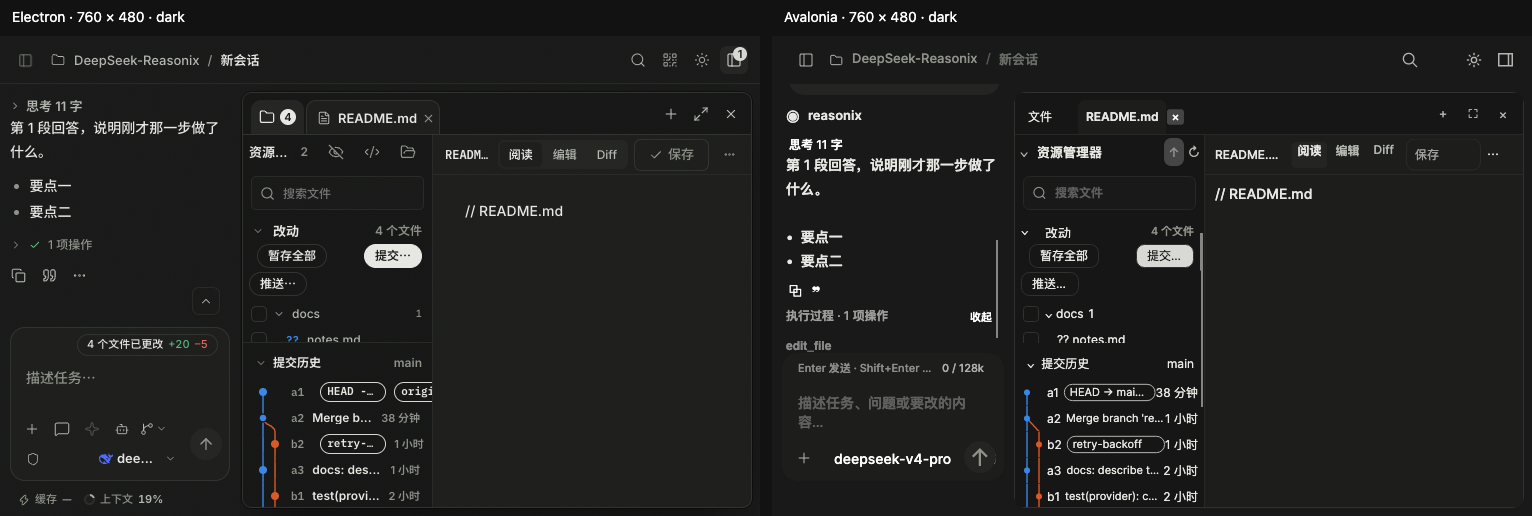 Electron · 760 × 480 · dark
DeepSeek-Reasonix / 新会话
1
思考 11 字
第 1 段回答，说明刚才那一步做了
什么。
• 要点一
• 要点二
1 项操作
4 个文件已更改 +20 −5
描述任务…
dee...
缓存 —
上下文 19%
4
README.md
资源... 2
搜索文件
改动 4 个文件
暂存全部
提交…
推送…
docs 1
?? notes.md
提交历史 main
a1 HEAD -... origi
a2 Merge b... 38 分钟
b2 retry-... 1 小时
a3 docs: des... 1 小时
b1 test(provi... 2 小时
READM... 阅读 编辑 Diff 保存 ...
// README.md
Avalonia · 760 × 480 · dark
DeepSeek-Reasonix / 新会话
reasonix
思考 11 字
第 1 段回答，说明刚才那一步做了
什么。
• 要点一
• 要点二
执行过程 · 1 项操作 收起
edit_file
Enter 发送 · Shift+Enter ... 0 / 128k
描述任务、问题或要改的内
容...
deepseek-v4-pro
文件 README.md
资源管理器
搜索文件
改动 4 个文件
暂存全部
提交...
推送...
docs 1
?? notes.md
提交历史 main
a1 HEAD → mai... 38 分钟
a2 Merge branch 're... 1 小时
b2 retry-backoff 1 小时
a3 docs: describe t... 2 小时
b1 test(provider): c... 2 小时
README.... 阅读 编辑 Diff 保存 ...
// README.md